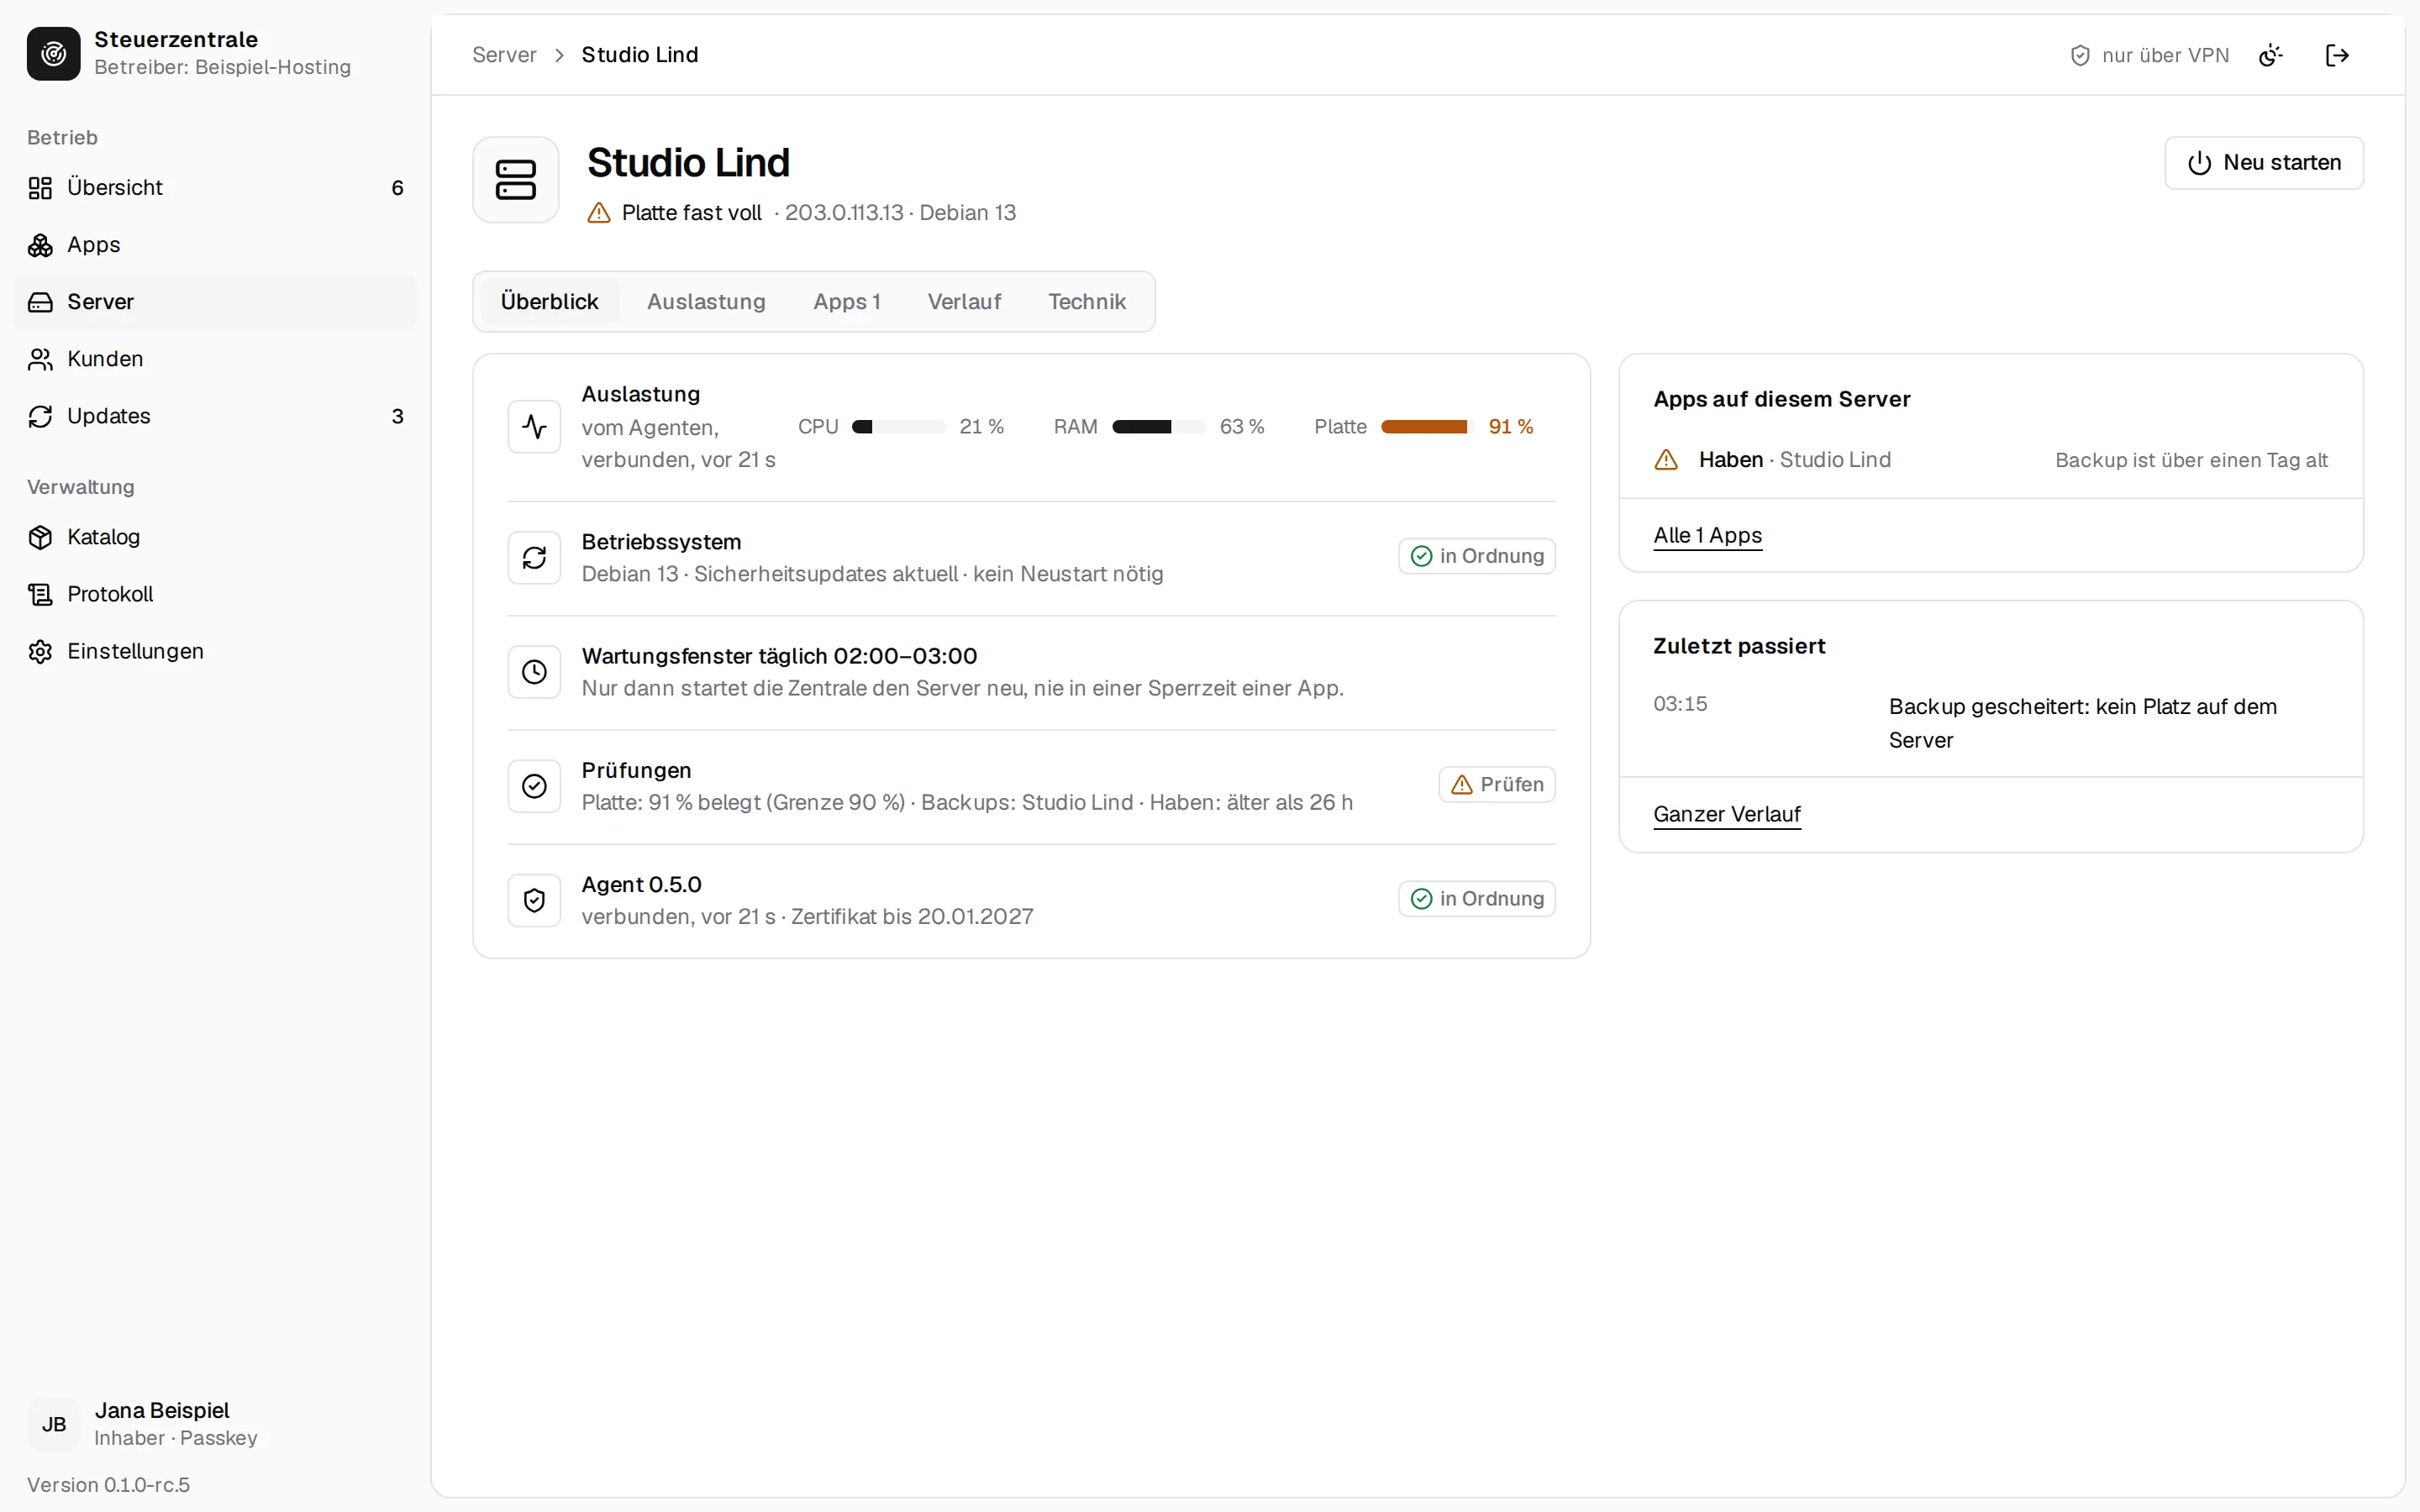 Steuerzentrale
Betreiber: Beispiel-Hosting
Betrieb
Übersicht 6
Apps
Server
Kunden
Updates 3
Verwaltung
Katalog
Protokoll
Einstellungen
JB
Jana Beispiel
Inhaber · Passkey
Version 0.1.0-rc.5
Server > Studio Lind
nur über VPN
Studio Lind
Platte fast voll · 203.0.113.13 · Debian 13
Neu starten
Überblick Auslastung Apps 1 Verlauf Technik
Auslastung
vom Agenten,
verbunden, vor 21 s
CPU 21 % RAM 63 % Platte 91 %
Betriebssystem
Debian 13 · Sicherheitsupdates aktuell · kein Neustart nötig
in Ordnung
Wartungsfenster täglich 02:00–03:00
Nur dann startet die Zentrale den Server neu, nie in einer Sperrzeit einer App.
Prüfungen
Platte: 91 % belegt (Grenze 90 %) · Backups: Studio Lind · Haben: älter als 26 h
Prüfen
Agent 0.5.0
verbunden, vor 21 s · Zertifikat bis 20.01.2027
in Ordnung
Apps auf diesem Server
Haben · Studio Lind Backup ist über einen Tag alt
Alle 1 Apps
Zuletzt passiert
03:15 Backup gescheitert: kein Platz auf dem
Server
Ganzer Verlauf